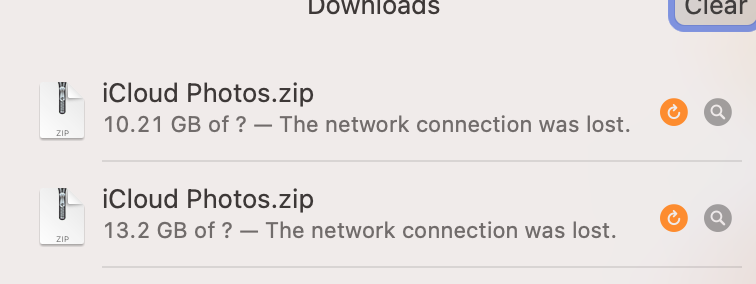 Downloads
Clear
iCloud Photos.zip
10.21 GB of ? — The network connection was lost.
ZIP
iCloud Photos.zip
13.2 GB of ? — The network connection was lost.
ZIP